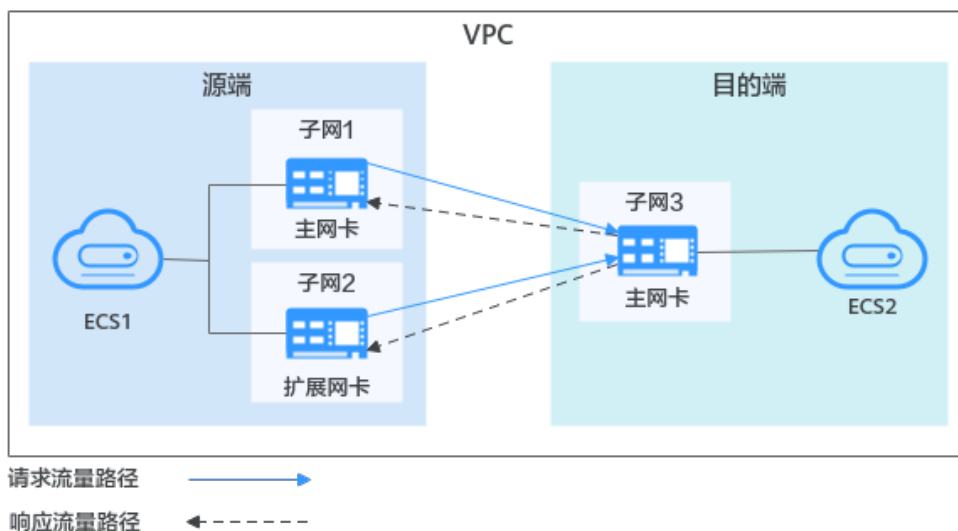 VPC
源端
目的端
子网1
主网卡
子网2
扩展网卡
ECS1
子网3
主网卡
ECS2
请求流量路径
响应流量路径